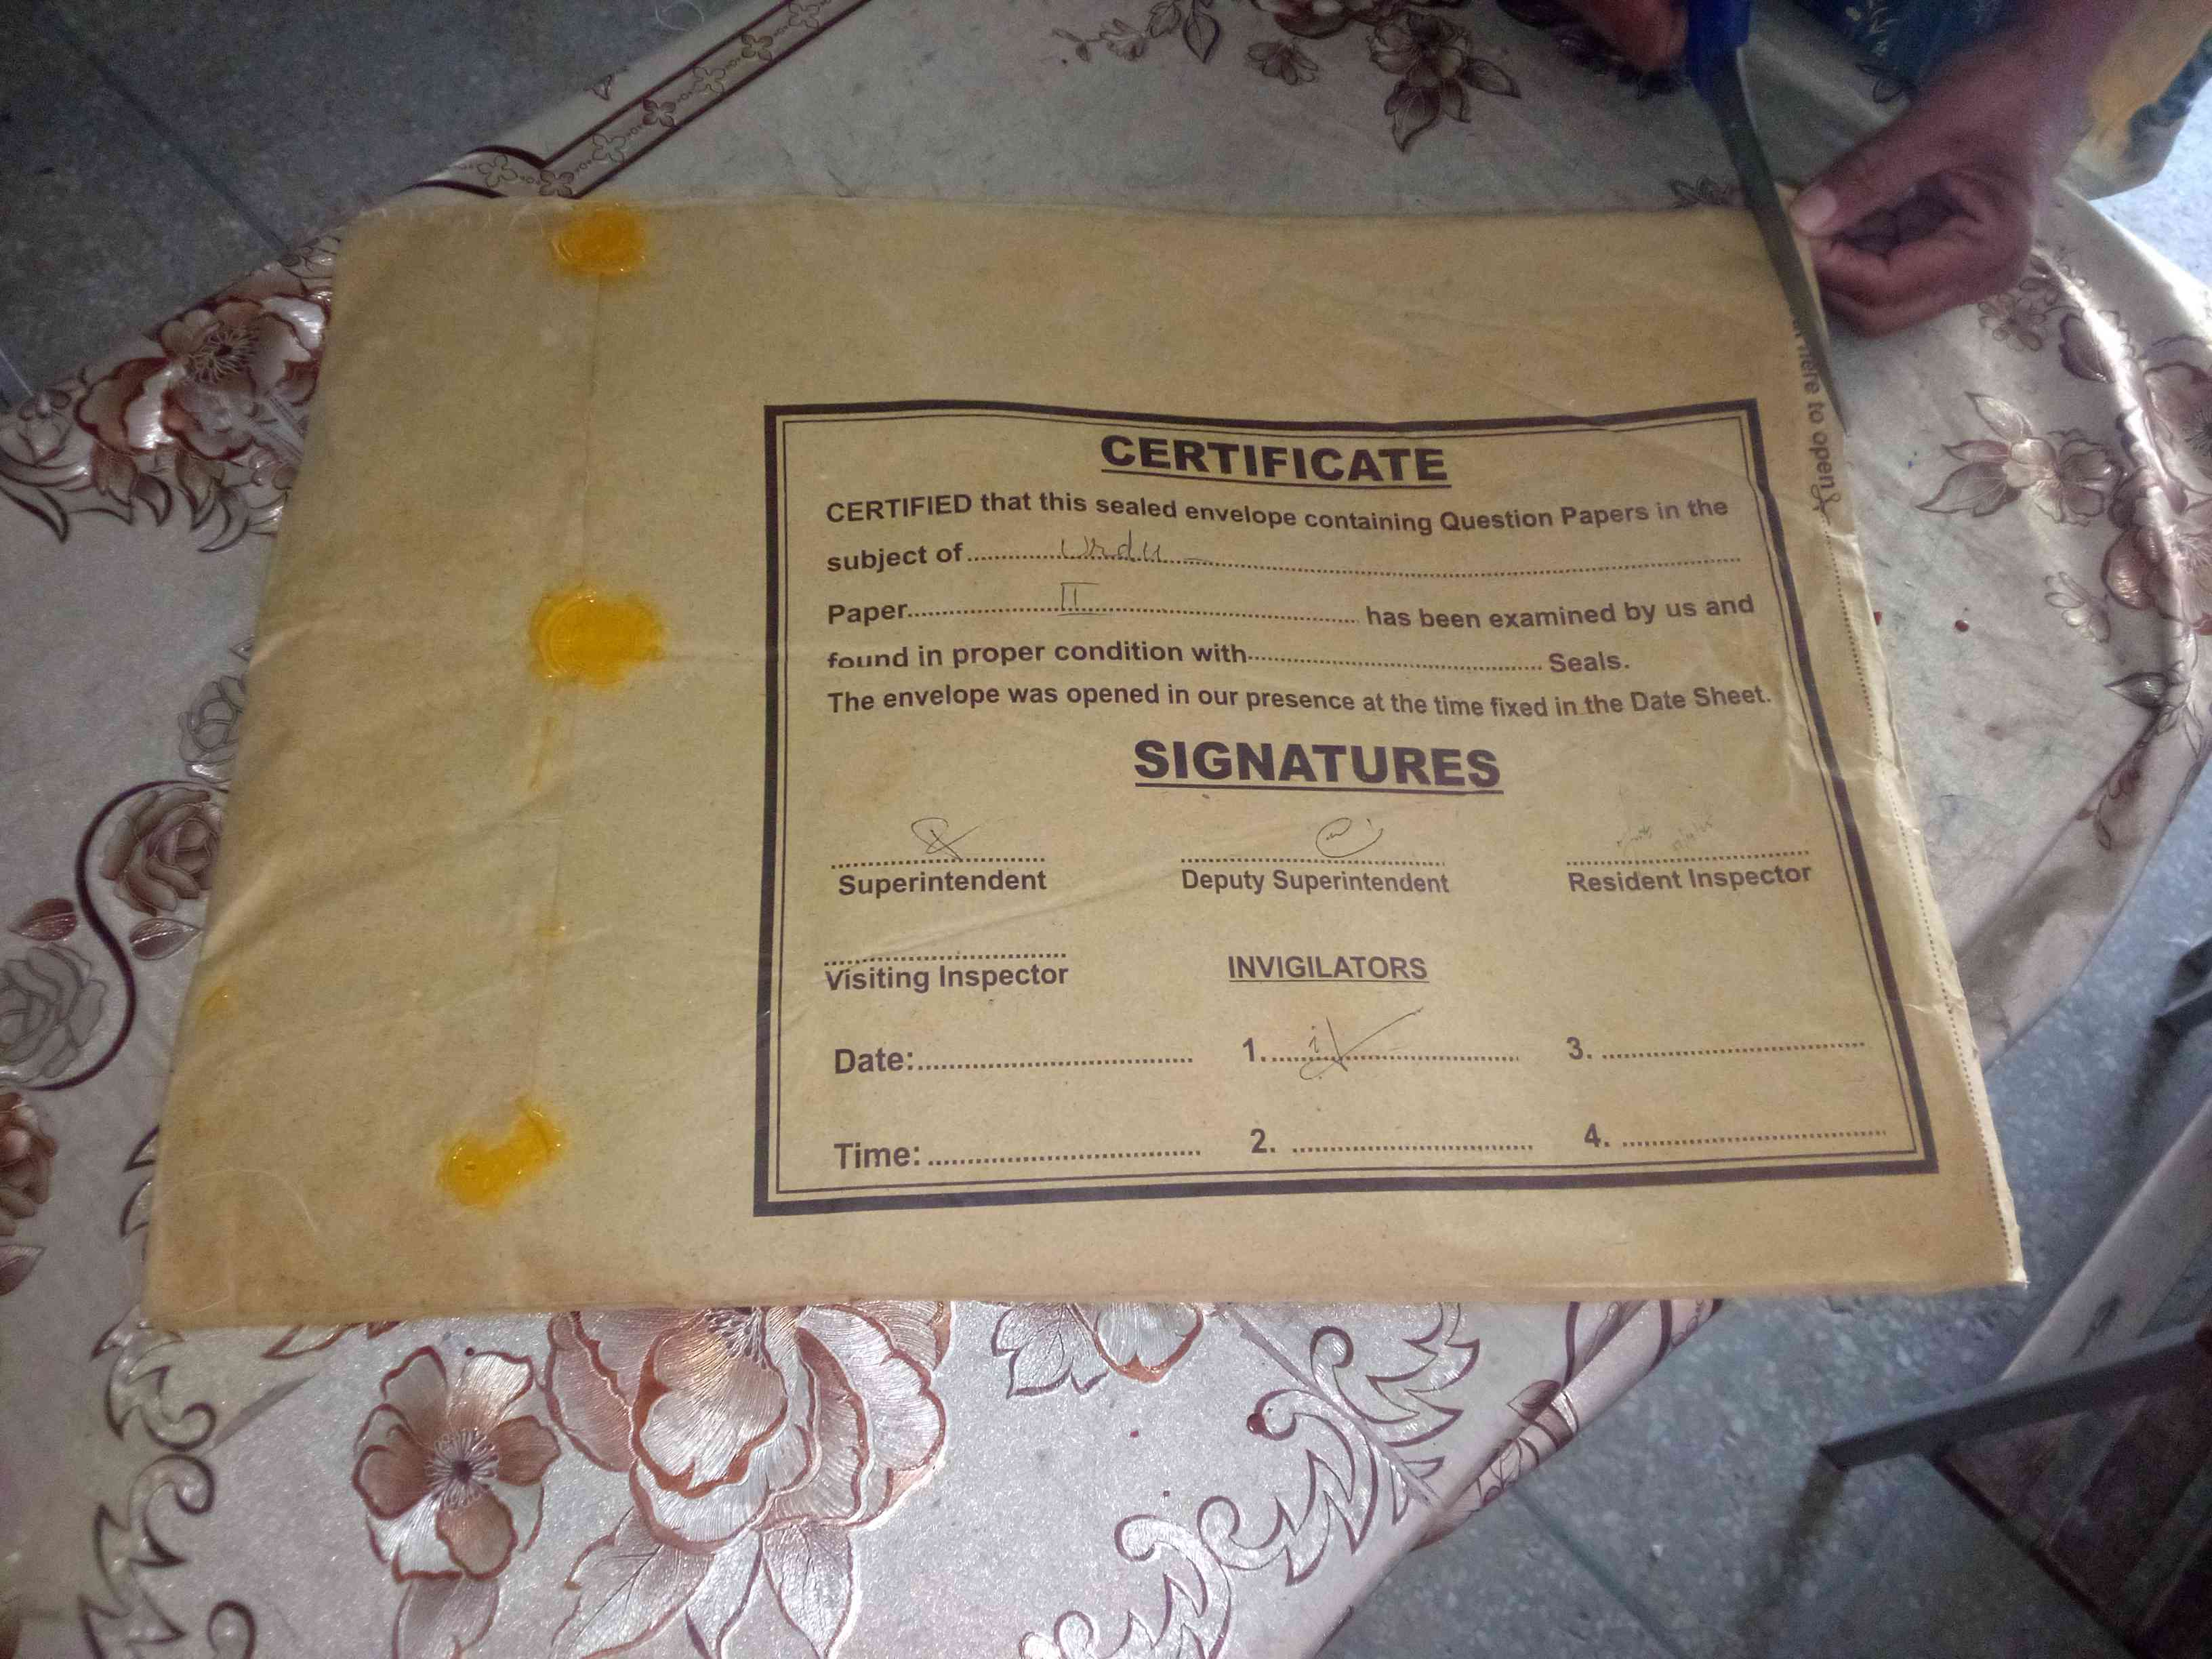 CERTIFICATE
CERTIFIED that this sealed envelope containing Question Papers in the
subject of Urdu
Paper II has been examined by us and
found in proper condition with Seals.
The envelope was opened in our presence at the time fixed in the Date Sheet.
SIGNATURES
Superintendent Deputy Superintendent Resident Inspector
Visiting Inspector INVIGILATORS
Date: 1. 3.
Time: 2. 4.
here to open